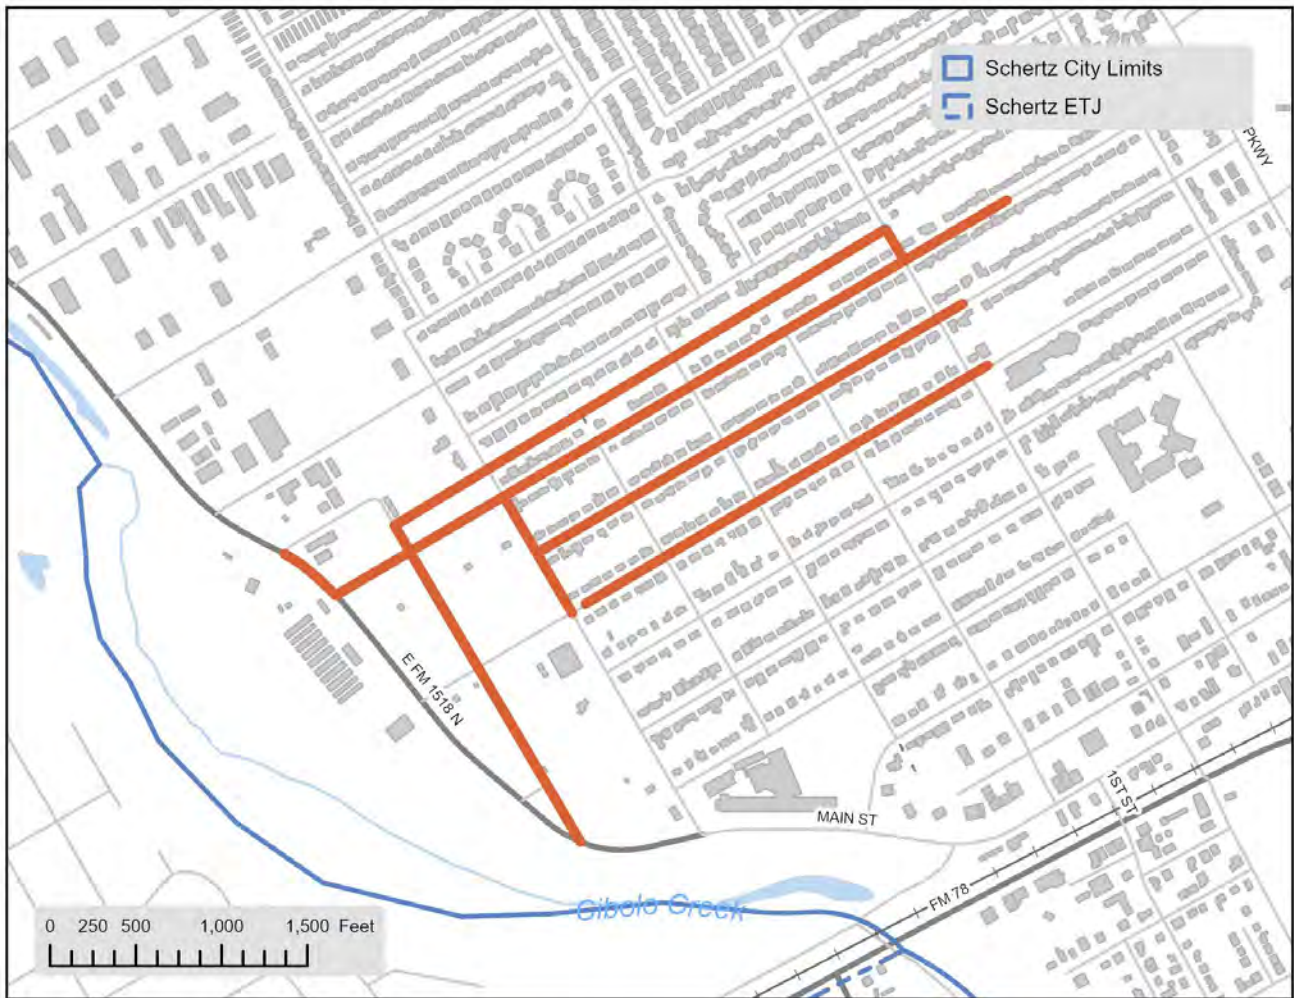 Schertz City Limits
Schertz ETJ
PKWY
E FM 1518 N
MAIN ST
1ST ST
FM 78
Cibolo Creek
0 250 500 1,000 1,500 Feet